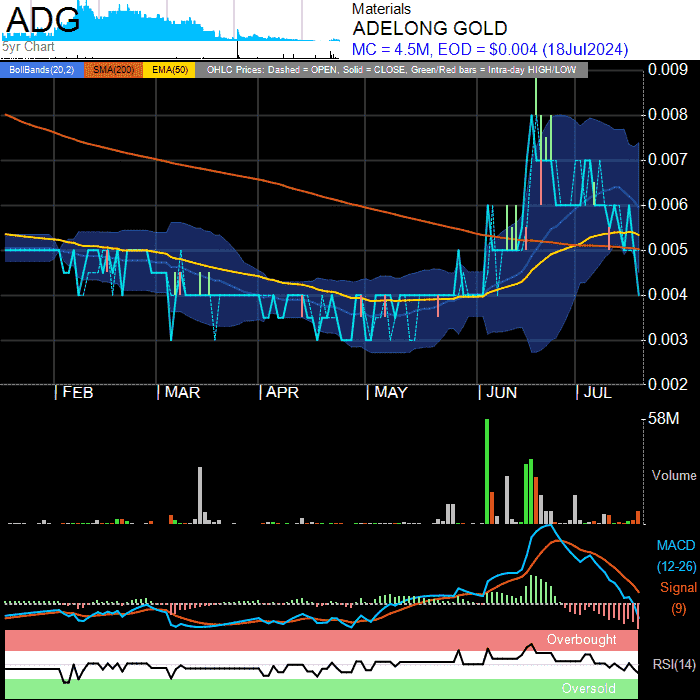 ADG
5yr Chart
Materials
ADELONG GOLD
MC = 4.5M, EOD = $0.004 (18Jul2024)
BollBands(20,2) SMA(200) EMA(50) OHLC Prices: Dashed = OPEN, Solid = CLOSE, Green/Red bars = Intra-day HIGH/LOW
0.009
0.008
0.007
0.006
0.005
0.004
0.003
0.002
FEB MAR APR MAY JUN JUL
58M
Volume
MACD
(12-26)
Signal
(9)
Overbought
RSI(14)
Oversold